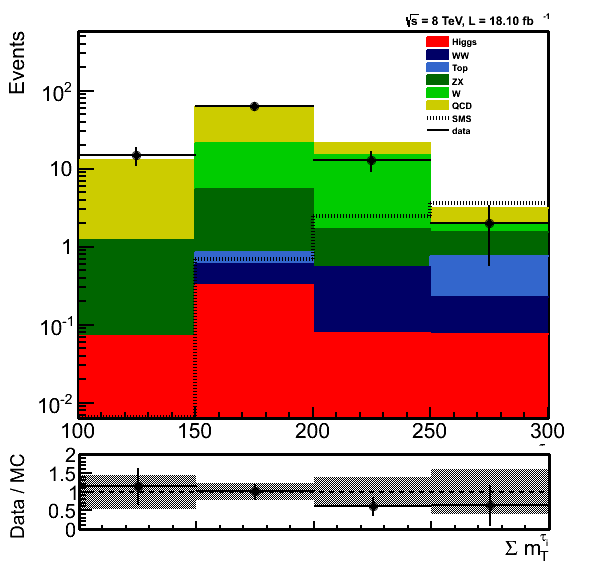 √s = 8 TeV, L = 18.10 fb⁻¹
Events
Higgs
WW
Top
ZX
W
QCD
SMS
data
10²
10
1
10⁻¹
10⁻²
100 150 200 250 300
Data / MC
2
1.5
1
0.5
0
Σ m_T^{τ_i}